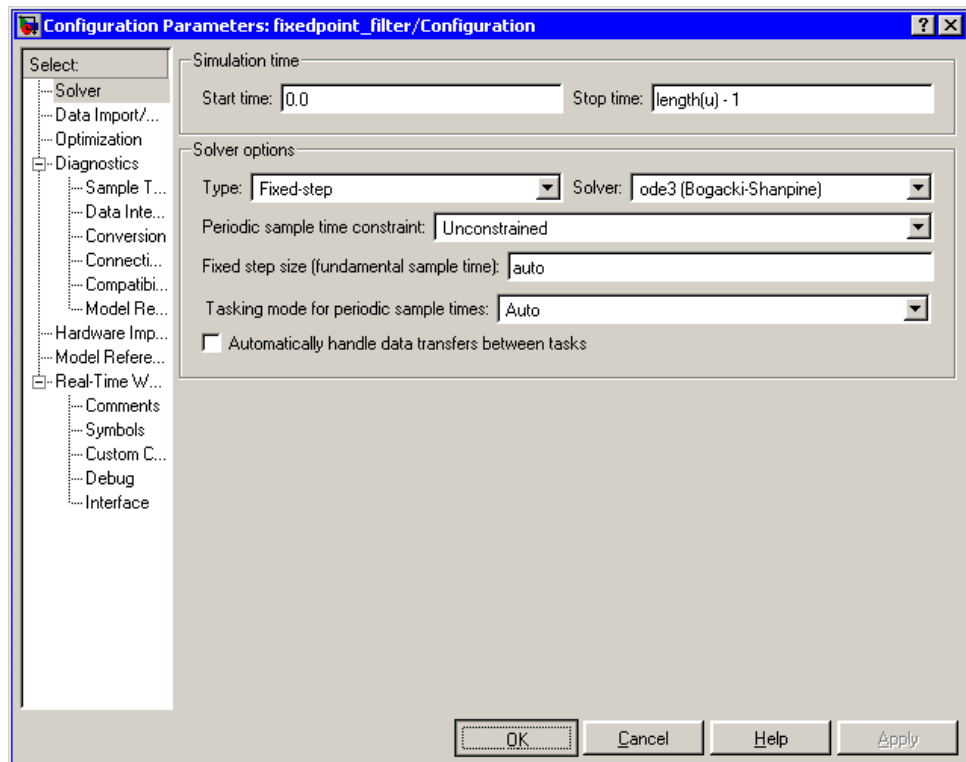 Configuration Parameters: fixedpoint_filter/Configuration
Select:
Solver
Data Import/...
Optimization
Diagnostics
Sample T...
Data Inte...
Conversion
Connecti...
Compatibi...
Model Re...
Hardware Imp...
Model Refere...
Real-Time W...
Comments
Symbols
Custom C...
Debug
Interface
Simulation time
Start time: 0.0 Stop time: length(u) - 1
Solver options
Type: Fixed-step Solver: ode3 (Bogacki-Shanpine)
Periodic sample time constraint: Unconstrained
Fixed step size (fundamental sample time): auto
Tasking mode for periodic sample times: Auto
Automatically handle data transfers between tasks
OK Cancel Help Apply